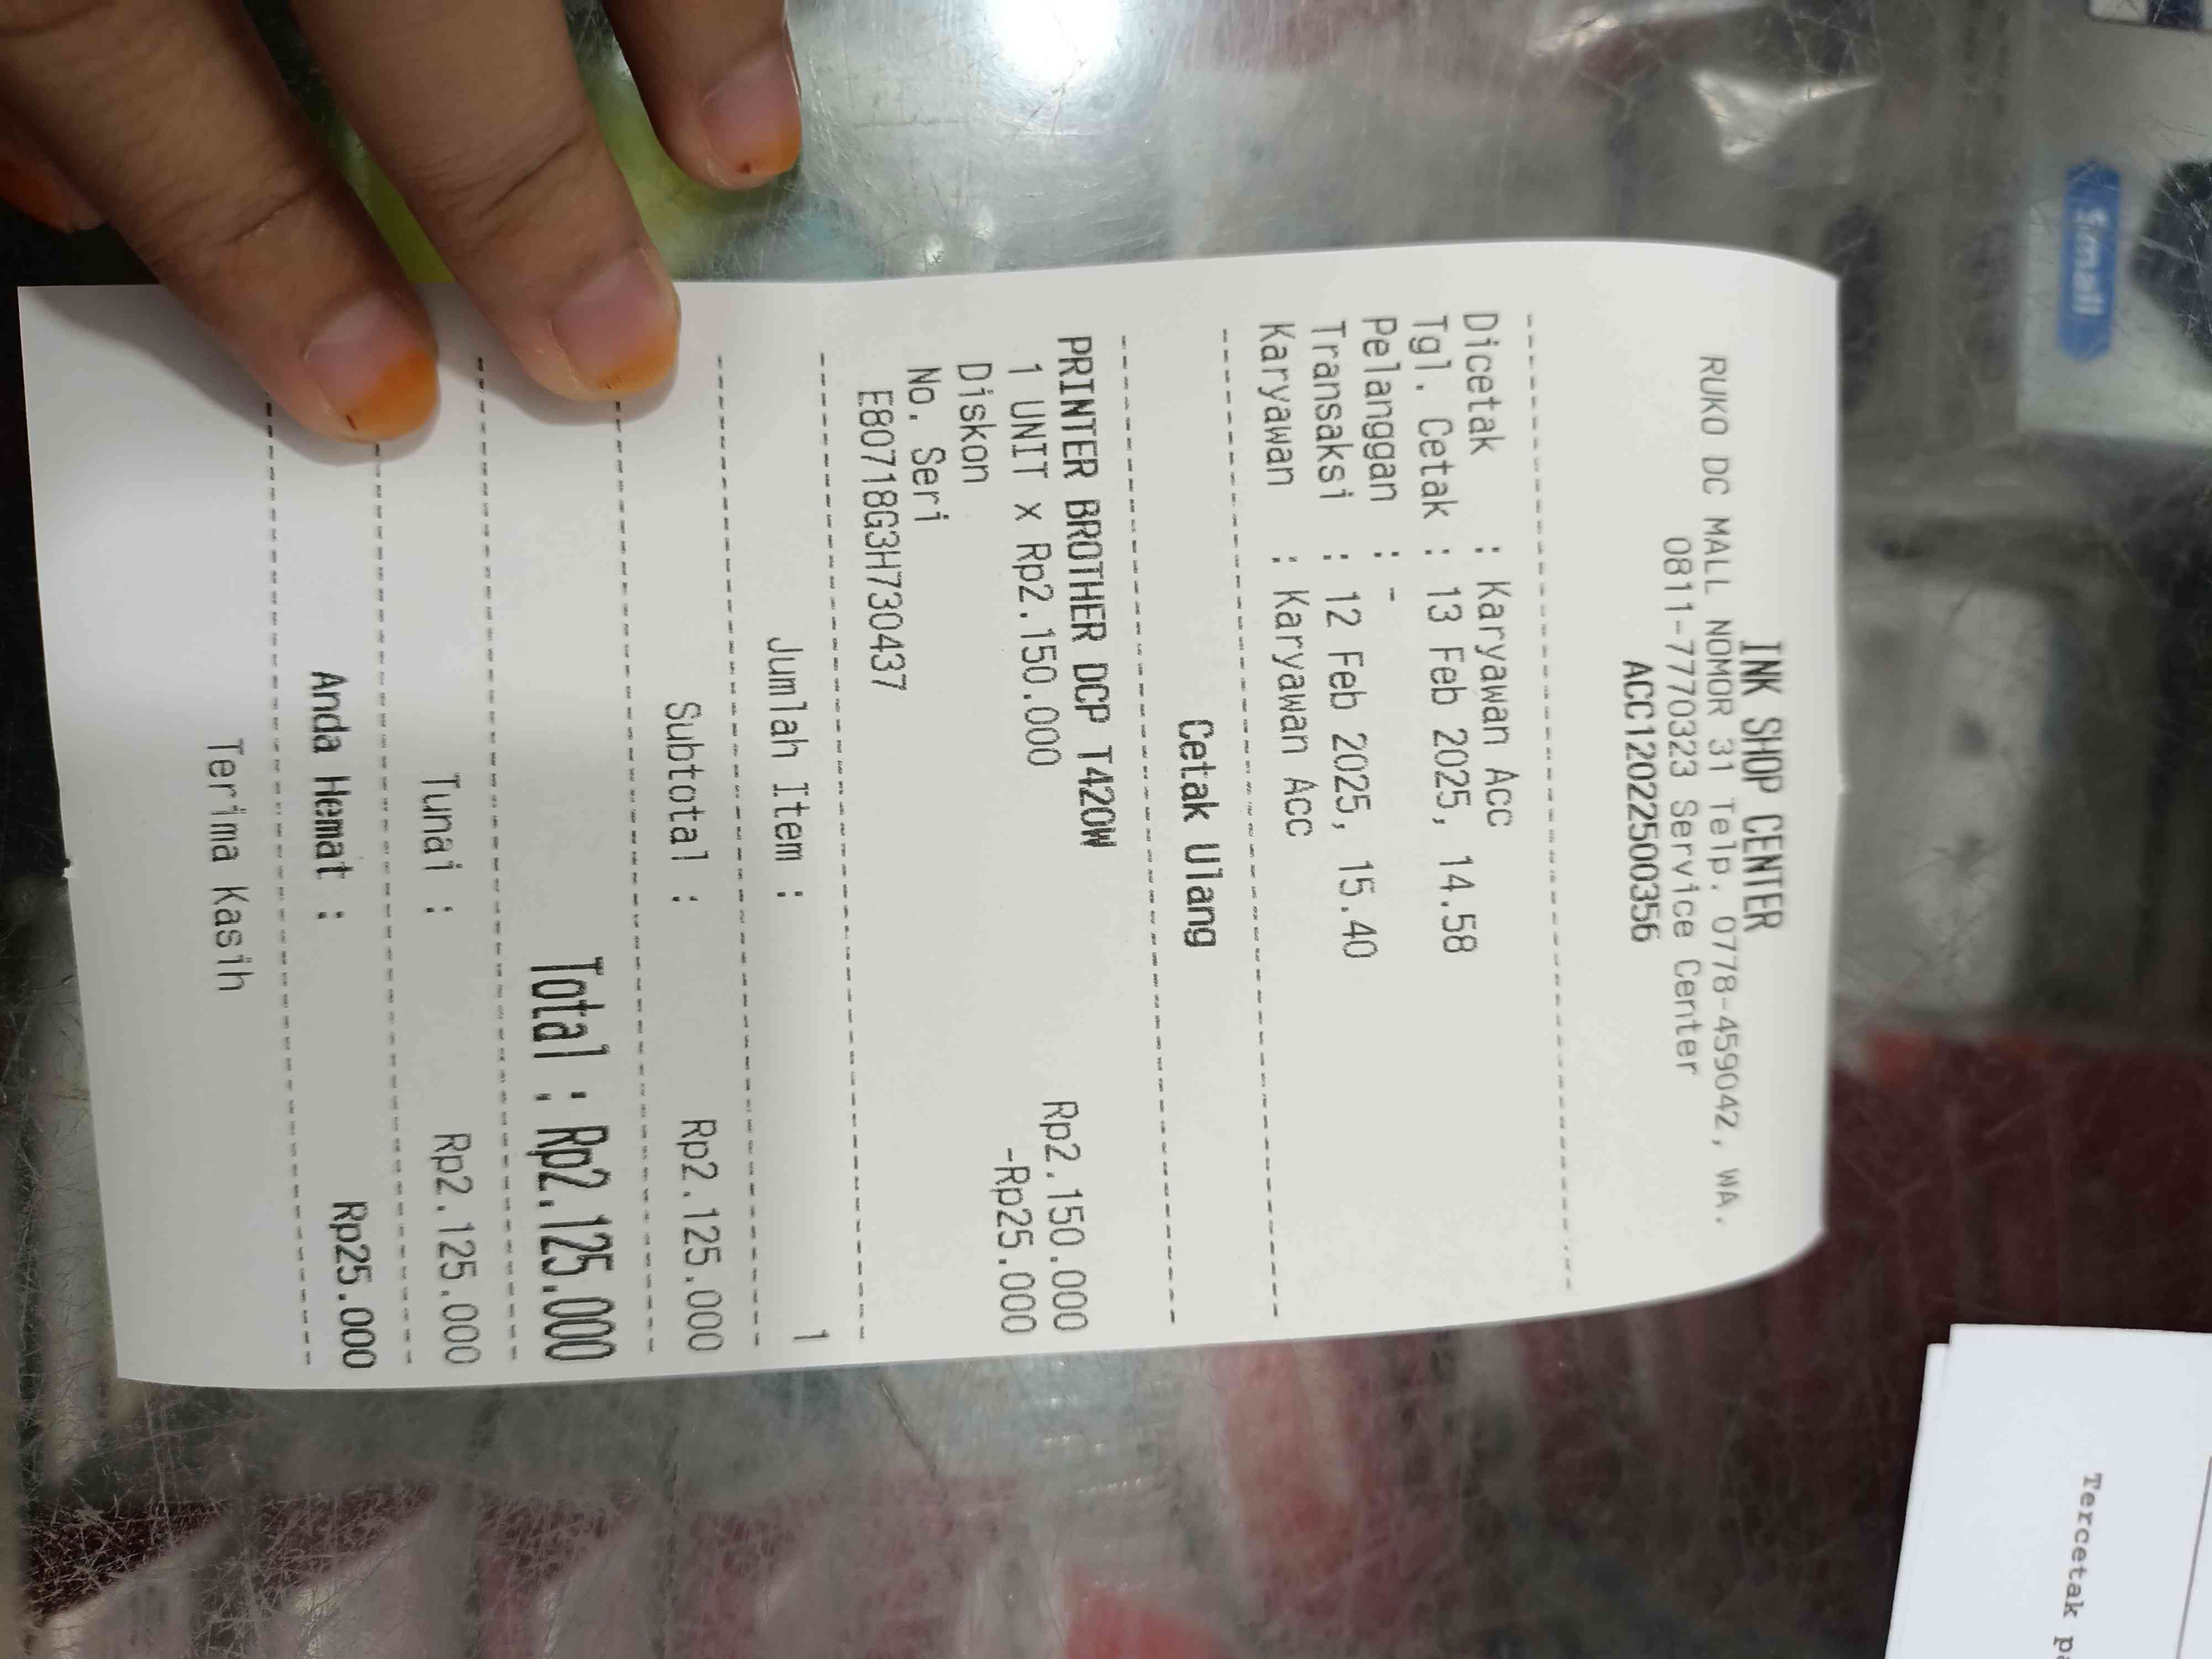 INK SHOP CENTER
RUKO DC MALL NOMOR 31 Telp. 0778-459042, WA.
0811-7770323 Service Center
ACC12022500356
Dicetak : Karyawan Acc
Tgl. Cetak : 13 Feb 2025, 14.58
Pelanggan : -
Transaksi : 12 Feb 2025, 15.40
Karyawan : Karyawan Acc
Cetak Ulang
PRINTER BROTHER DCP T420W
1 UNIT x Rp2.150.000 Rp2.150.000
Diskon -Rp25.000
No. Seri
E80718G3H730437
Jumlah Item : 1
Subtotal : Rp2.125.000
Total : Rp2.125.000
Tunai : Rp2.125.000
Anda Hemat : Rp25.000
Terima Kasih
Small
Tercetak